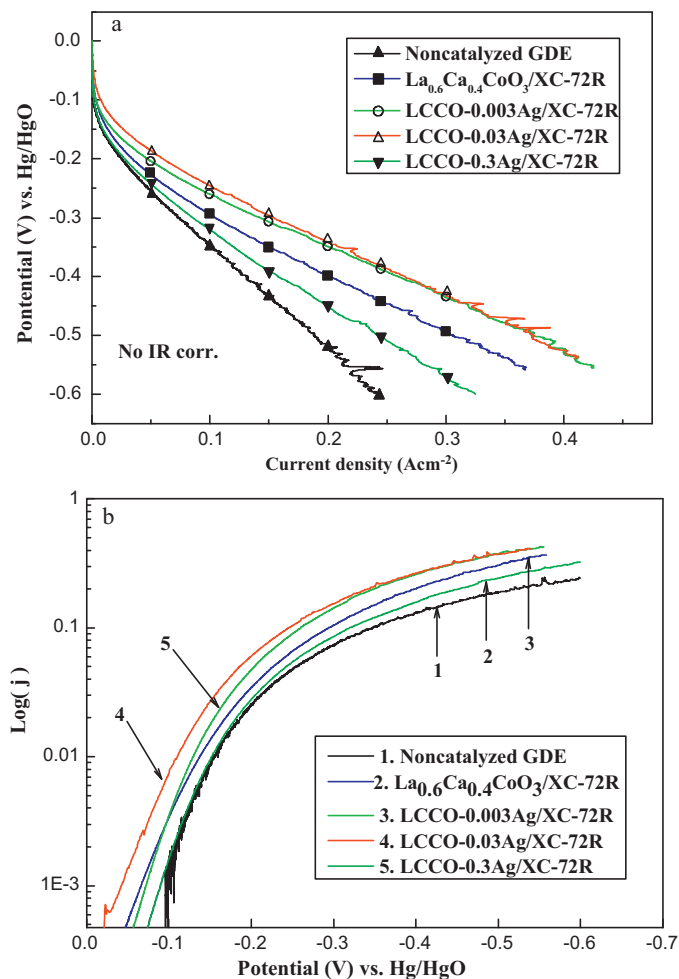 a
0.0
-0.1
-0.2
-0.3
-0.4
-0.5
-0.6
Pontential (V) vs. Hg/HgO
Noncatalyzed GDE
La₀.₆Ca₀.₄CoO₃/XC-72R
LCCO-0.003Ag/XC-72R
LCCO-0.03Ag/XC-72R
LCCO-0.3Ag/XC-72R
No IR corr.
0.0 0.1 0.2 0.3 0.4
Current density (Acm⁻²)
b
1
0.1
0.01
1E-3
Log( j )
5
4
1
2
3
1. Noncatalyzed GDE
2. La₀.₆Ca₀.₄CoO₃/XC-72R
3. LCCO-0.003Ag/XC-72R
4. LCCO-0.03Ag/XC-72R
5. LCCO-0.3Ag/XC-72R
0.0 -0.1 -0.2 -0.3 -0.4 -0.5 -0.6 -0.7
Potential (V) vs. Hg/HgO